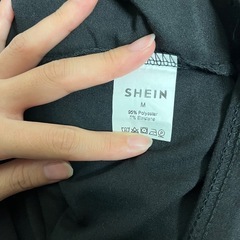 SHEIN
M
95% Polyester
5% Elastane